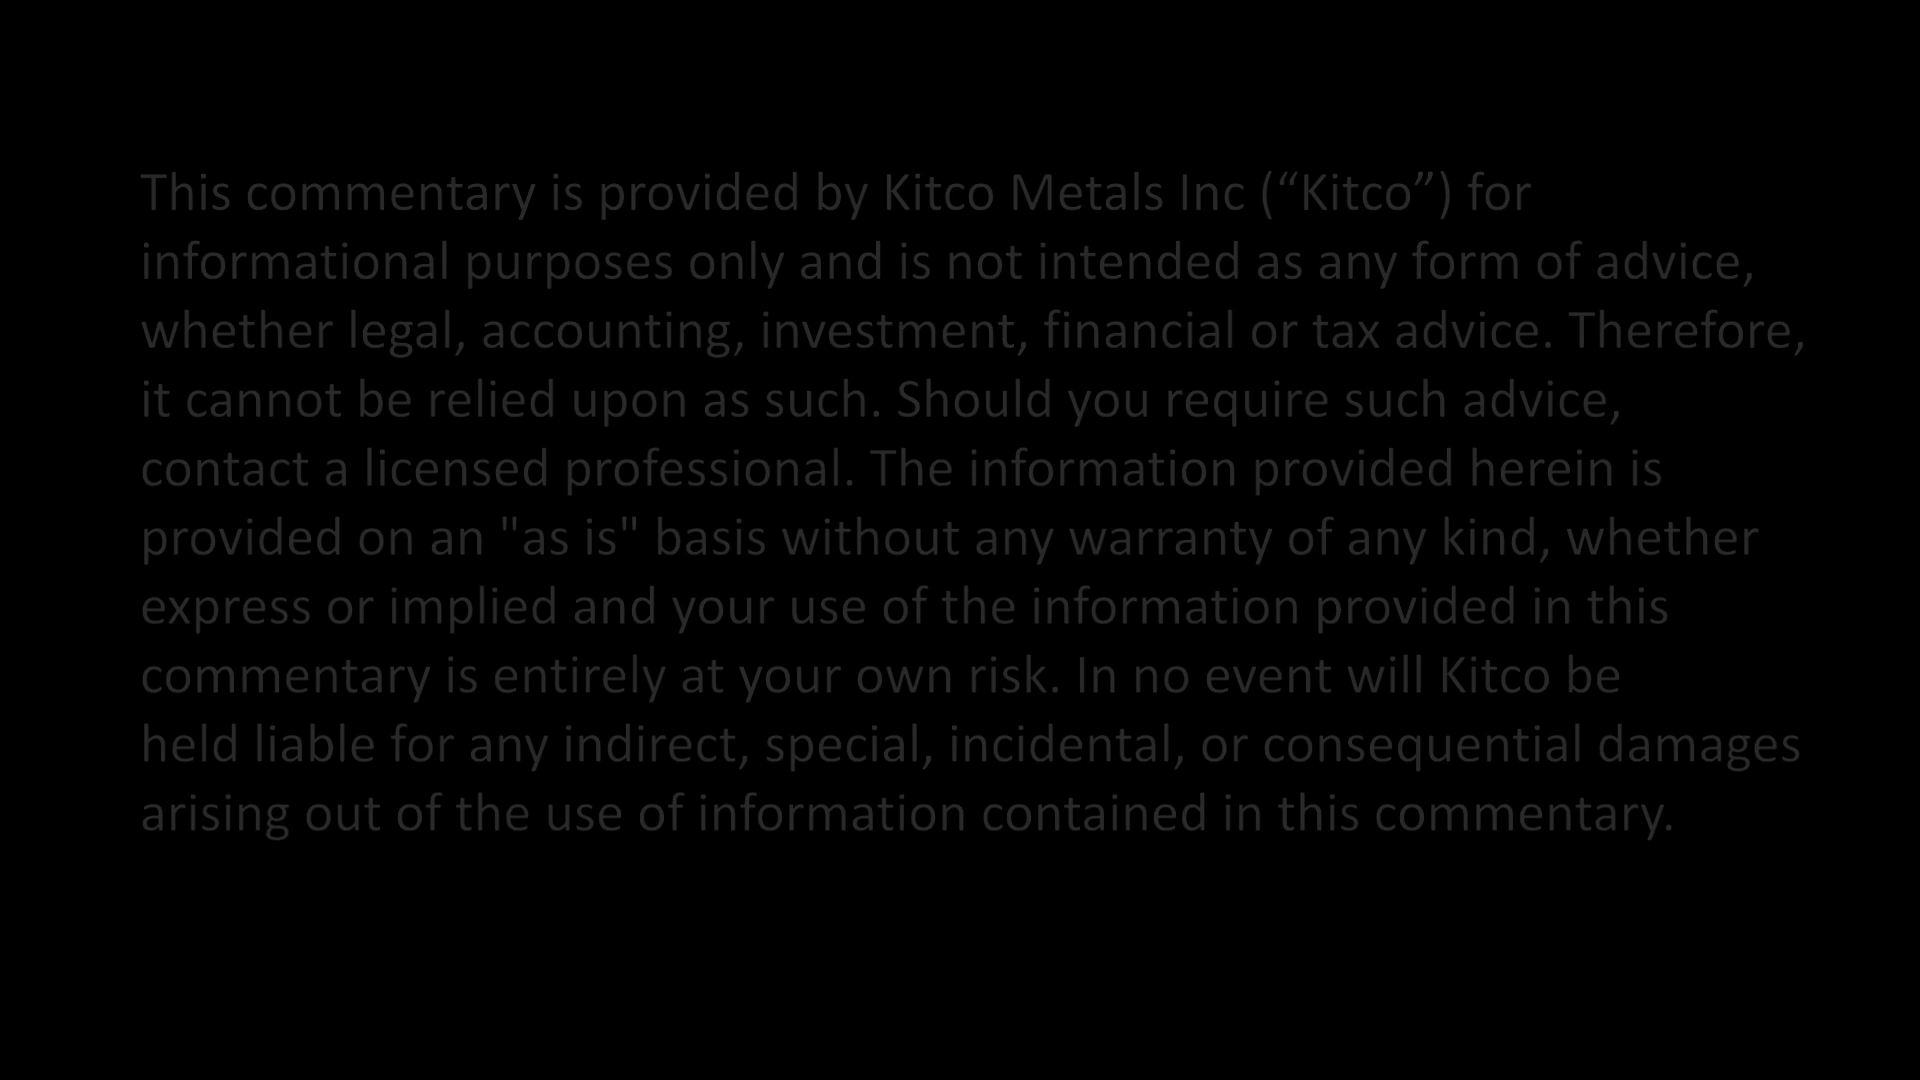 This commentary is provided by Kitco Metals Inc (“Kitco”) for
informational purposes only and is not intended as any form of advice,
whether legal, accounting, investment, financial or tax advice. Therefore,
it cannot be relied upon as such. Should you require such advice,
contact a licensed professional. The information provided herein is
provided on an "as is" basis without any warranty of any kind, whether
express or implied and your use of the information provided in this
commentary is entirely at your own risk. In no event will Kitco be
held liable for any indirect, special, incidental, or consequential damages
arising out of the use of information contained in this commentary.